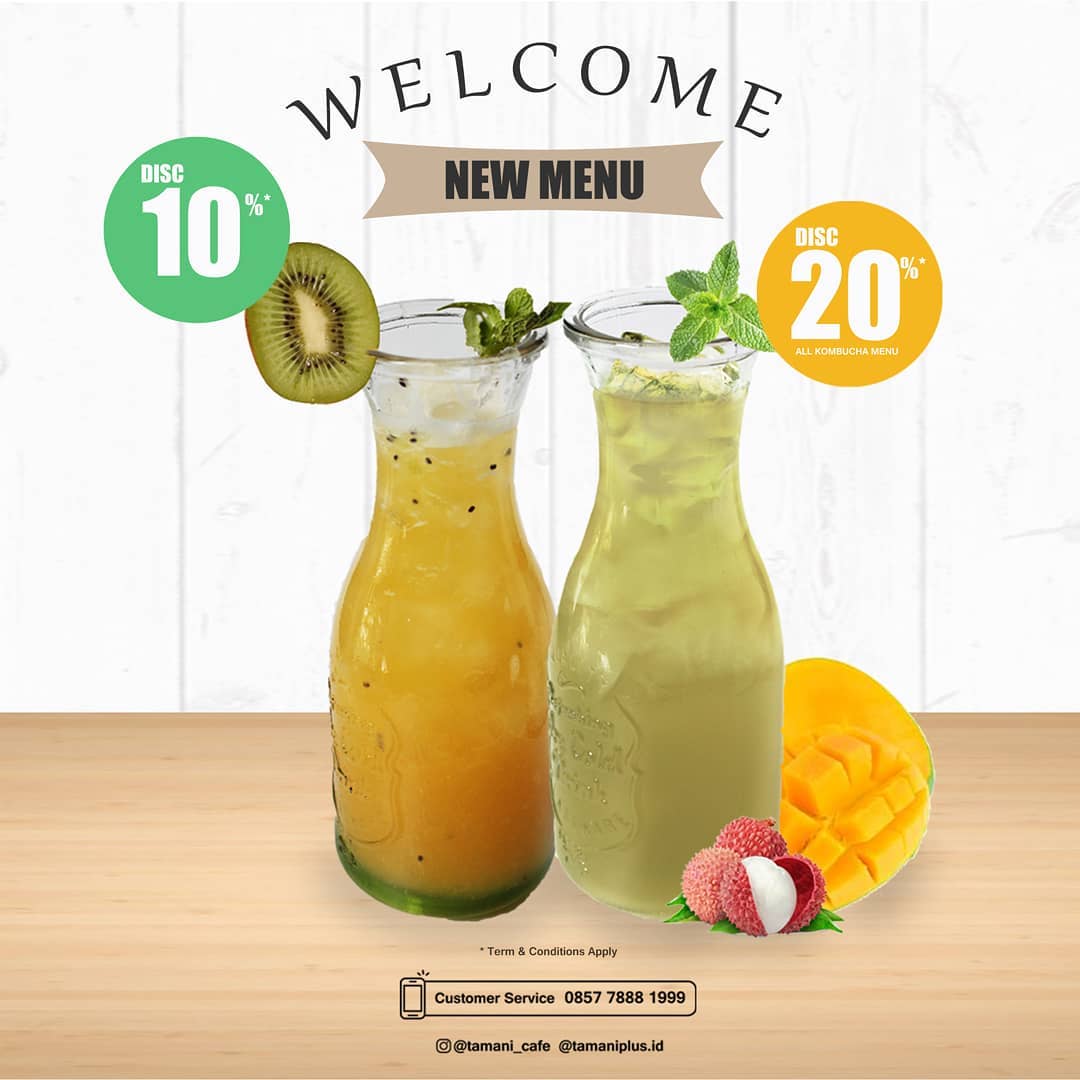 WELCOME
NEW MENU
DISC
10%*
DISC
20%*
ALL KOMBUCHA MENU
* Term & Conditions Apply
Customer Service 0857 7888 1999
@tamani_cafe @tamaniplus.id